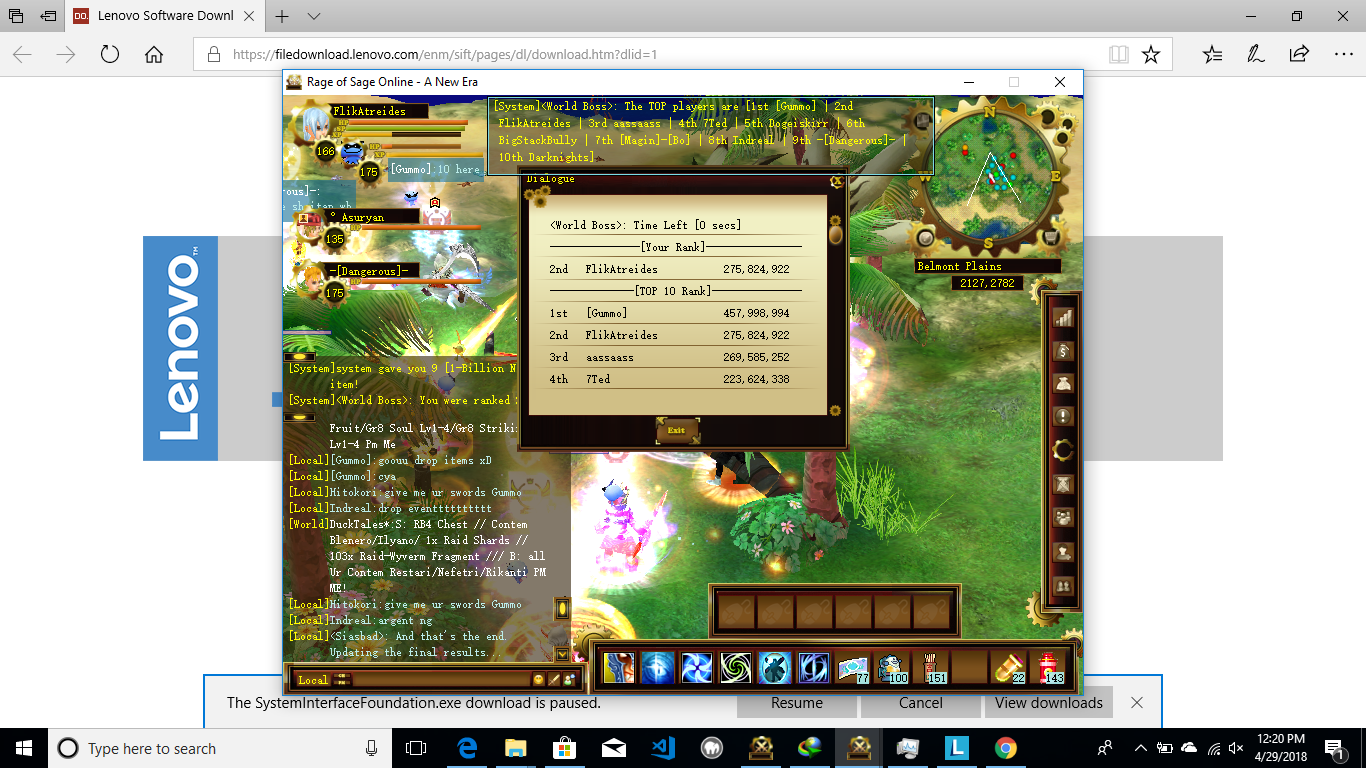 Lenovo Software Downl
https://filedownload.lenovo.com/enm/sift/pages/dl/download.htm?dlid=1
Rage of Sage Online - A New Era
FlikAtreides
HP
166
175
[Gummo]:10 here
[System]<World Boss>: The TOP players are [1st [Gummo] | 2nd
FlikAtreides | 3rd aassaass | 4th 7Ted | 5th Dogeiskirr | 6th
BigStackBully | 7th [Magin]-[Bo] | 8th Indreal | 9th -[Dangerous]- |
10th Darknights]
° Asuryan
HP
135
-[Dangerous]-
HP
175
N
W
E
S
Belmont Plains
2127,2782
Dialogue
<World Boss>: Time Left [0 secs]
[Your Rank]
2nd FlikAtreides 275,824,922
[TOP 10 Rank]
1st [Gummo] 457,998,994
2nd FlikAtreides 275,824,922
3rd aassaass 269,585,252
4th 7Ted 223,624,338
Exit
Lenovo™
[System]system gave you 9 [1-Billion N
item!
[System]<World Boss>: You were ranked
Fruit/Gr8 Soul Lv1-4/Gr8 Striki
Lv1-4 Pm Me
[Local][Gummo]:goouu drop items xD
[Local][Gummo]:cya
[Local]Hitokori:give me ur swords Gummo
[Local]Indreal:drop eventttttttttt
[World]DuckTales*:S: RB4 Chest // Contem
Blenero/Ilyano/ 1x Raid Shards //
103x Raid-Wyverm Fragment /// B: all
Ur Contem Restari/Nefetri/Rikanti PM
ME!
[Local]Hitokori:give me ur swords Gummo
[Local]Indreal:argent ng
[Local]<Siasbad>: And that's the end.
Updating the final results...
Local
77
100
151
22
143
The SystemInterfaceFoundation.exe download is paused.
Resume
Cancel
View downloads
Type here to search
12:20 PM
4/29/2018
1